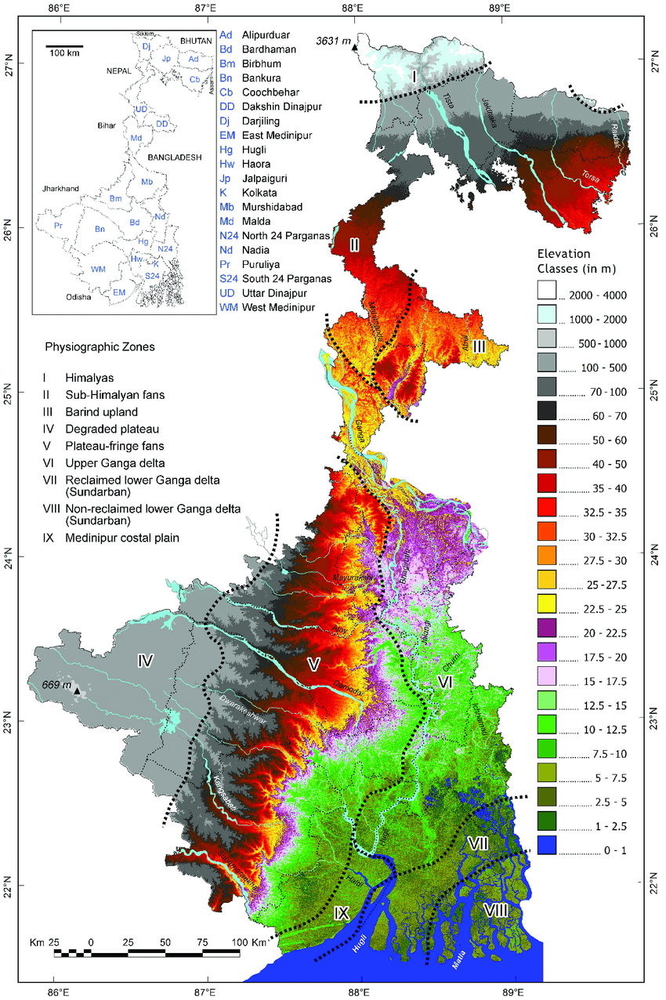 86°E
87°E
88°E
89°E
27°N
26°N
25°N
24°N
23°N
22°N
100 km
Sikkim
BHUTAN
Dj
Jp
Ad
Cb
Assam
NEPAL
UD
DD
Bihar
Md
BANGLADESH
Mb
Jharkhand
Bm
Nd
Pr
Bn
Bd
Hg
N24
Hw
K
WM
S24
EM
Odisha
Ad Alipurduar
Bd Bardhaman
Bm Birbhum
Bn Bankura
Cb Coochbehar
DD Dakshin Dinajpur
Dj Darjiling
EM East Medinipur
Hg Hugli
Hw Haora
Jp Jalpaiguri
K Kolkata
Mb Murshidabad
Md Malda
N24 North 24 Parganas
Nd Nadia
Pr Puruliya
S24 South 24 Parganas
UD Uttar Dinajpur
WM West Medinipur
Physiographic Zones
I Himalyas
II Sub-Himalyan fans
III Barind upland
IV Degraded plateau
V Plateau-fringe fans
VI Upper Ganga delta
VII Reclaimed lower Ganga delta
(Sundarban)
VIII Non-reclaimed lower Ganga delta
(Sundarban)
IX Medinipur costal plain
3631 m
I
Tista
Jaldhaka
Raidak
Torsa
II
Mahananda
Atrai
III
Ganga
Mayurakshi
Bhagirathi
Ajay
Jalangi
IV
V
VI
Churni
669 m
Damodar
Dwarakeshwar
Ichhamati
Kangsabati
VII
Haldi
IX
VIII
Hugli
Matla
Elevation
Classes (in m)
2000 - 4000
1000 - 2000
500 - 1000
100 - 500
70 - 100
60 - 70
50 - 60
40 - 50
35 - 40
32.5 - 35
30 - 32.5
27.5 - 30
25 -27.5
22.5 - 25
20 - 22.5
17.5 - 20
15 - 17.5
12.5 - 15
10 - 12.5
7.5 - 10
5 - 7.5
2.5 - 5
1 - 2.5
0 - 1
Km 25 0 25 50 75 100 Km
27°N
26°N
25°N
24°N
23°N
22°N
86°E
87°E
88°E
89°E